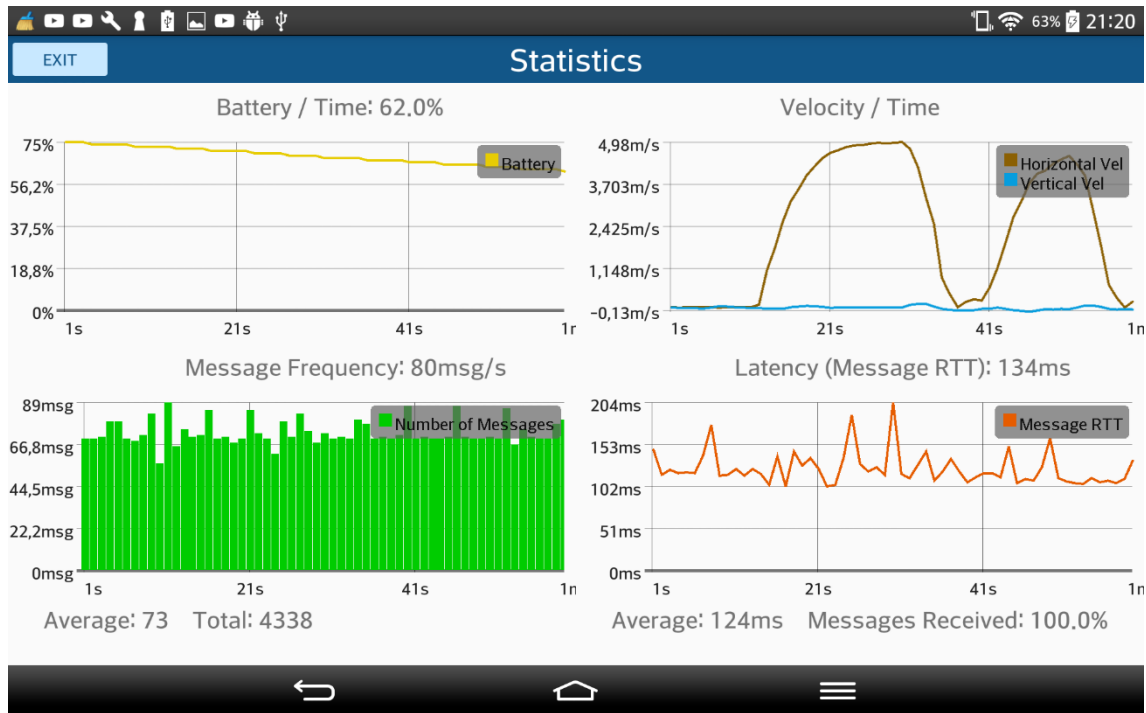 63% 21:20
EXIT Statistics
Battery / Time: 62.0%
75%
56,2%
37,5%
18,8%
0%
1s 21s 41s 1r
Battery
Velocity / Time
4,98m/s
3,703m/s
2,425m/s
1,148m/s
-0,13m/s
1s 21s 41s 1n
Horizontal Vel
Vertical Vel
Message Frequency: 80msg/s
89msg
66,8msg
44,5msg
22,2msg
0msg
1s 21s 41s 1n
Number of Messages
Average: 73 Total: 4338
Latency (Message RTT): 134ms
204ms
153ms
102ms
51ms
0ms
1s 21s 41s 1n
Message RTT
Average: 124ms Messages Received: 100.0%